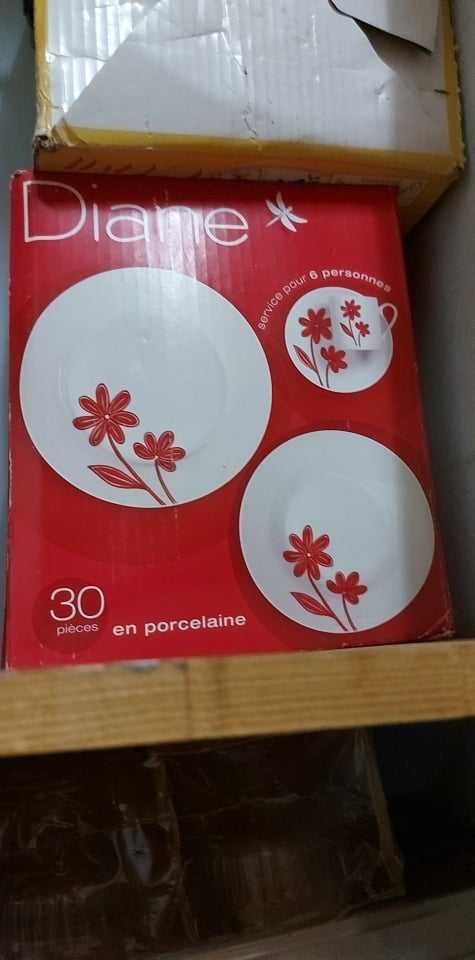 Diane
service pour 6 personnes
30
pièces
en porcelaine